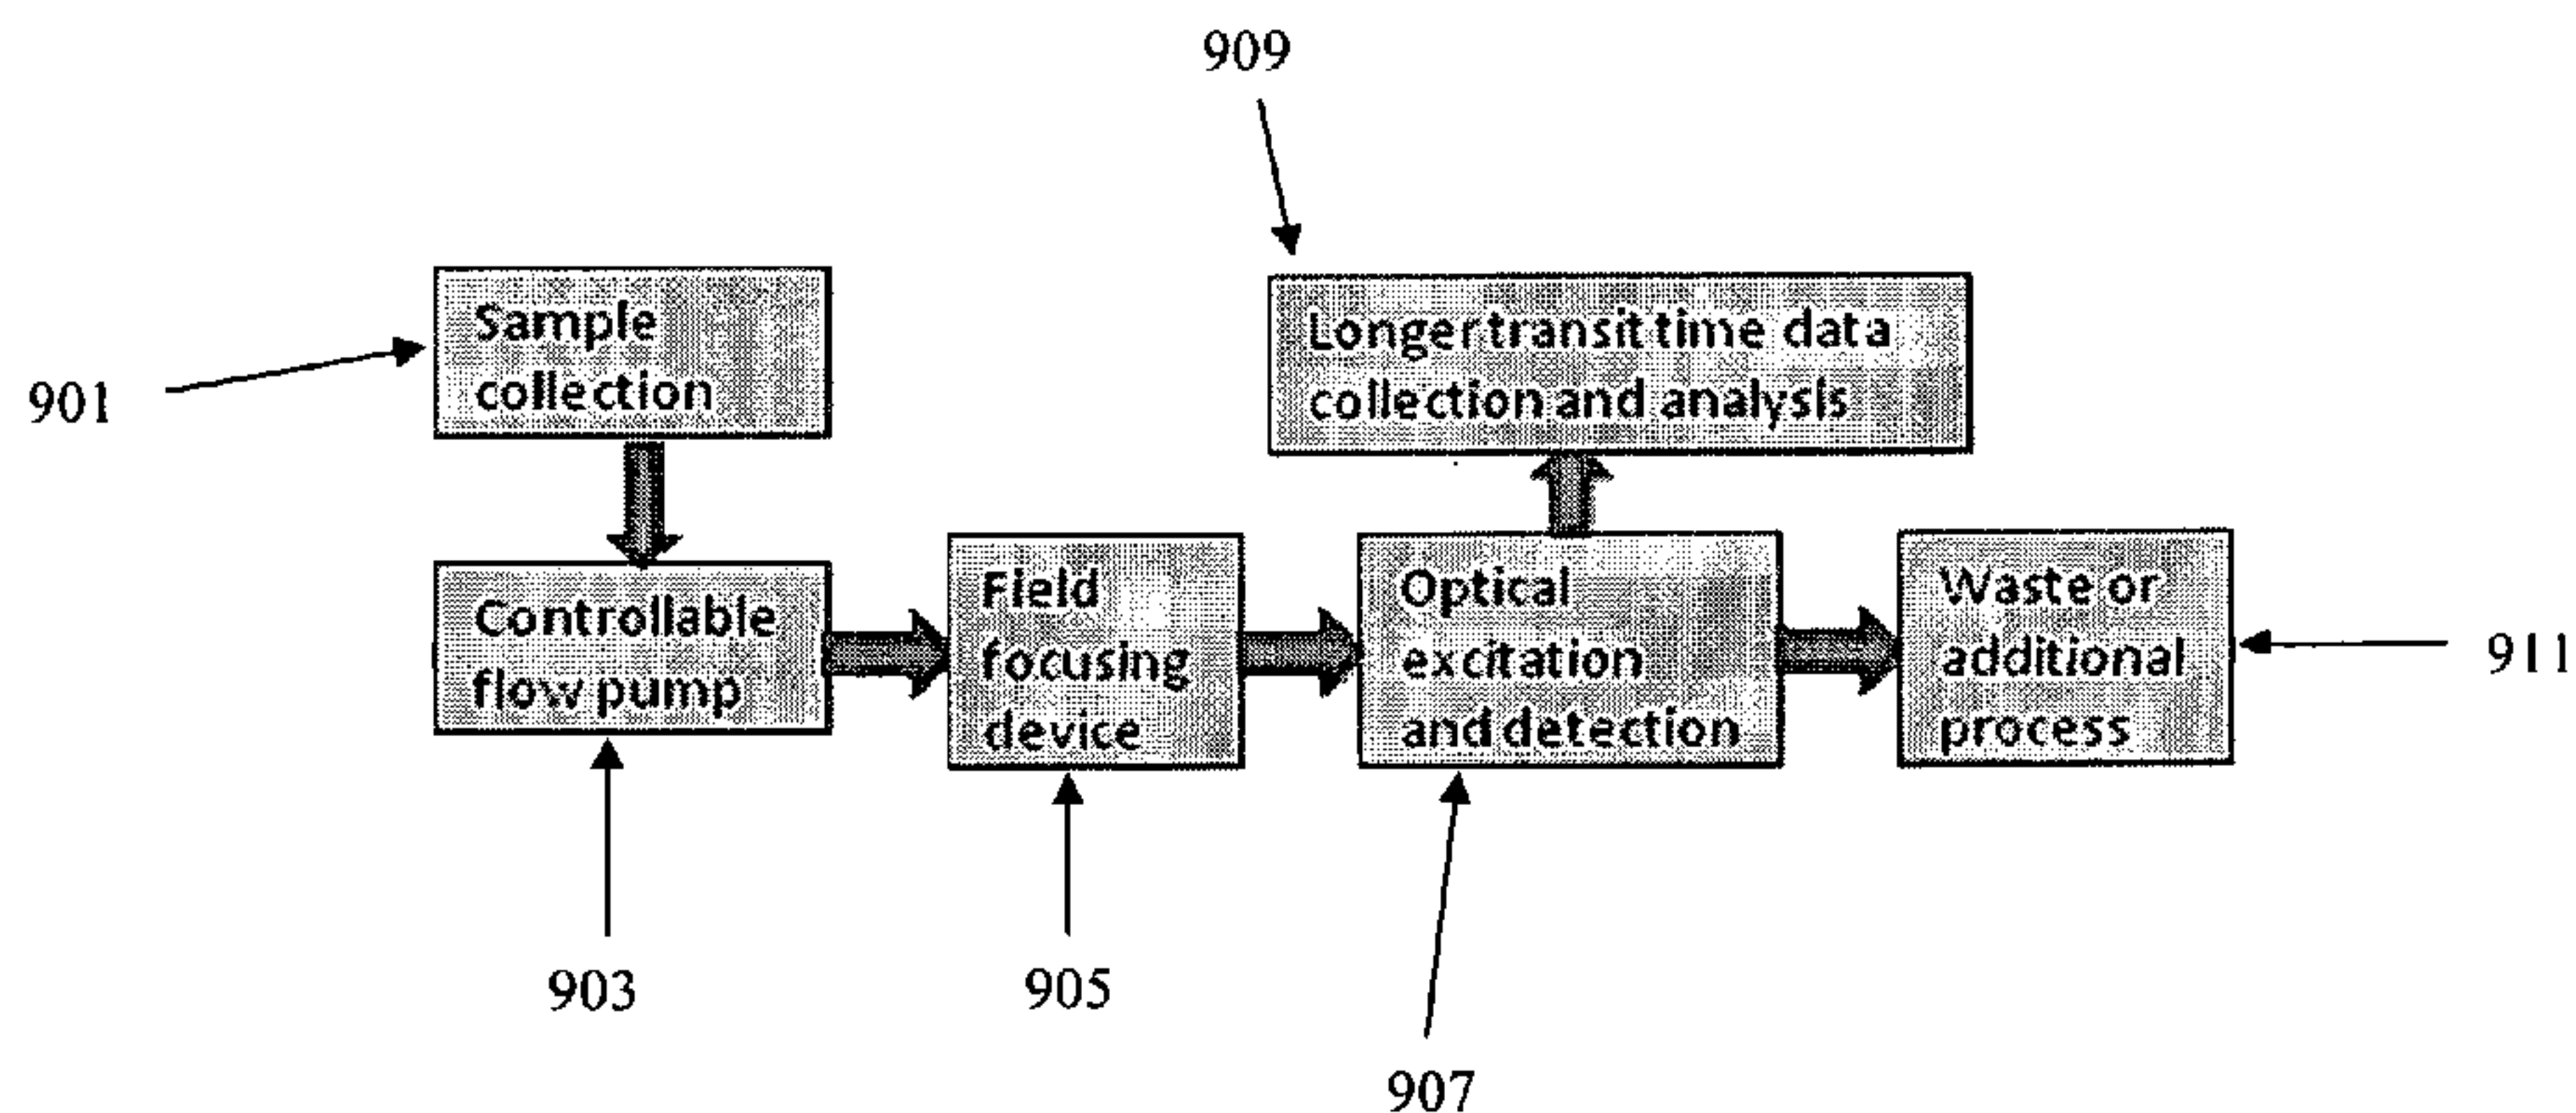 909
Sample
collection
Longer transit time data
collection and analysis
901
Controllable
flow pump
Field
focusing
device
Optical
excitation
and detection
Waste or
additional
process
911
903
905
907